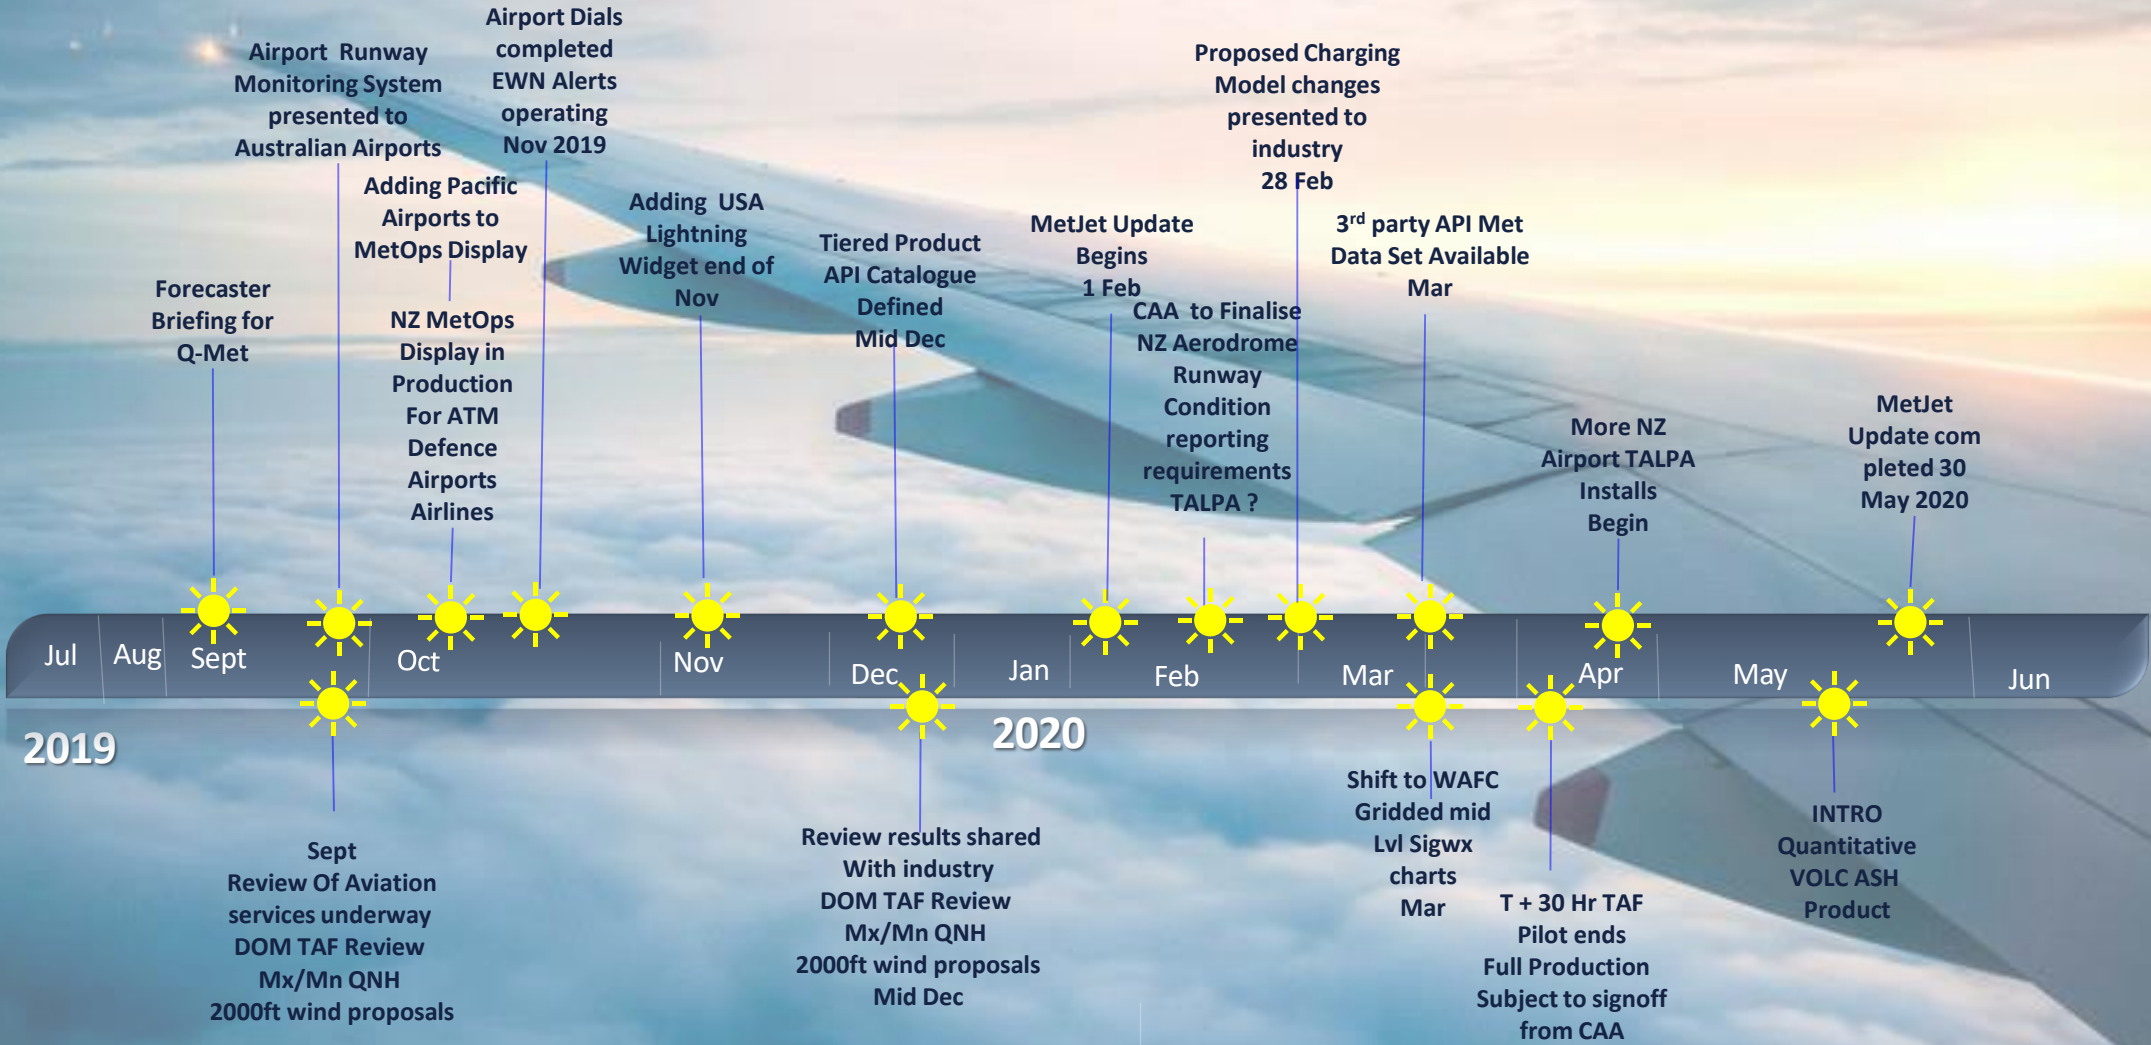 Airport Dials
completed
EWN Alerts
operating
Nov 2019
Airport Runway
Monitoring System
presented to
Australian Airports
Proposed Charging
Model changes
presented to
industry
28 Feb
Adding Pacific
Airports to
MetOps Display
Adding USA
Lightning
Widget end of
Nov
Tiered Product
API Catalogue
Defined
Mid Dec
MetJet Update
Begins
1 Feb
3rd party API Met
Data Set Available
Mar
Forecaster
Briefing for
Q-Met
NZ MetOps
Display in
Production
For ATM
Defence
Airports
Airlines
CAA to Finalise
NZ Aerodrome
Runway
Condition
reporting
requirements
TALPA ?
More NZ
Airport TALPA
Installs
Begin
MetJet
Update com
pleted 30
May 2020
Jul
Aug
Sept
Oct
Nov
Dec
Jan
Feb
Mar
Apr
May
Jun
2019
2020
Sept
Review Of Aviation
services underway
DOM TAF Review
Mx/Mn QNH
2000ft wind proposals
Review results shared
With industry
DOM TAF Review
Mx/Mn QNH
2000ft wind proposals
Mid Dec
Shift to WAFC
Gridded mid
Lvl Sigwx
charts
Mar
T + 30 Hr TAF
Pilot ends
Full Production
Subject to signoff
from CAA
INTRO
Quantitative
VOLC ASH
Product